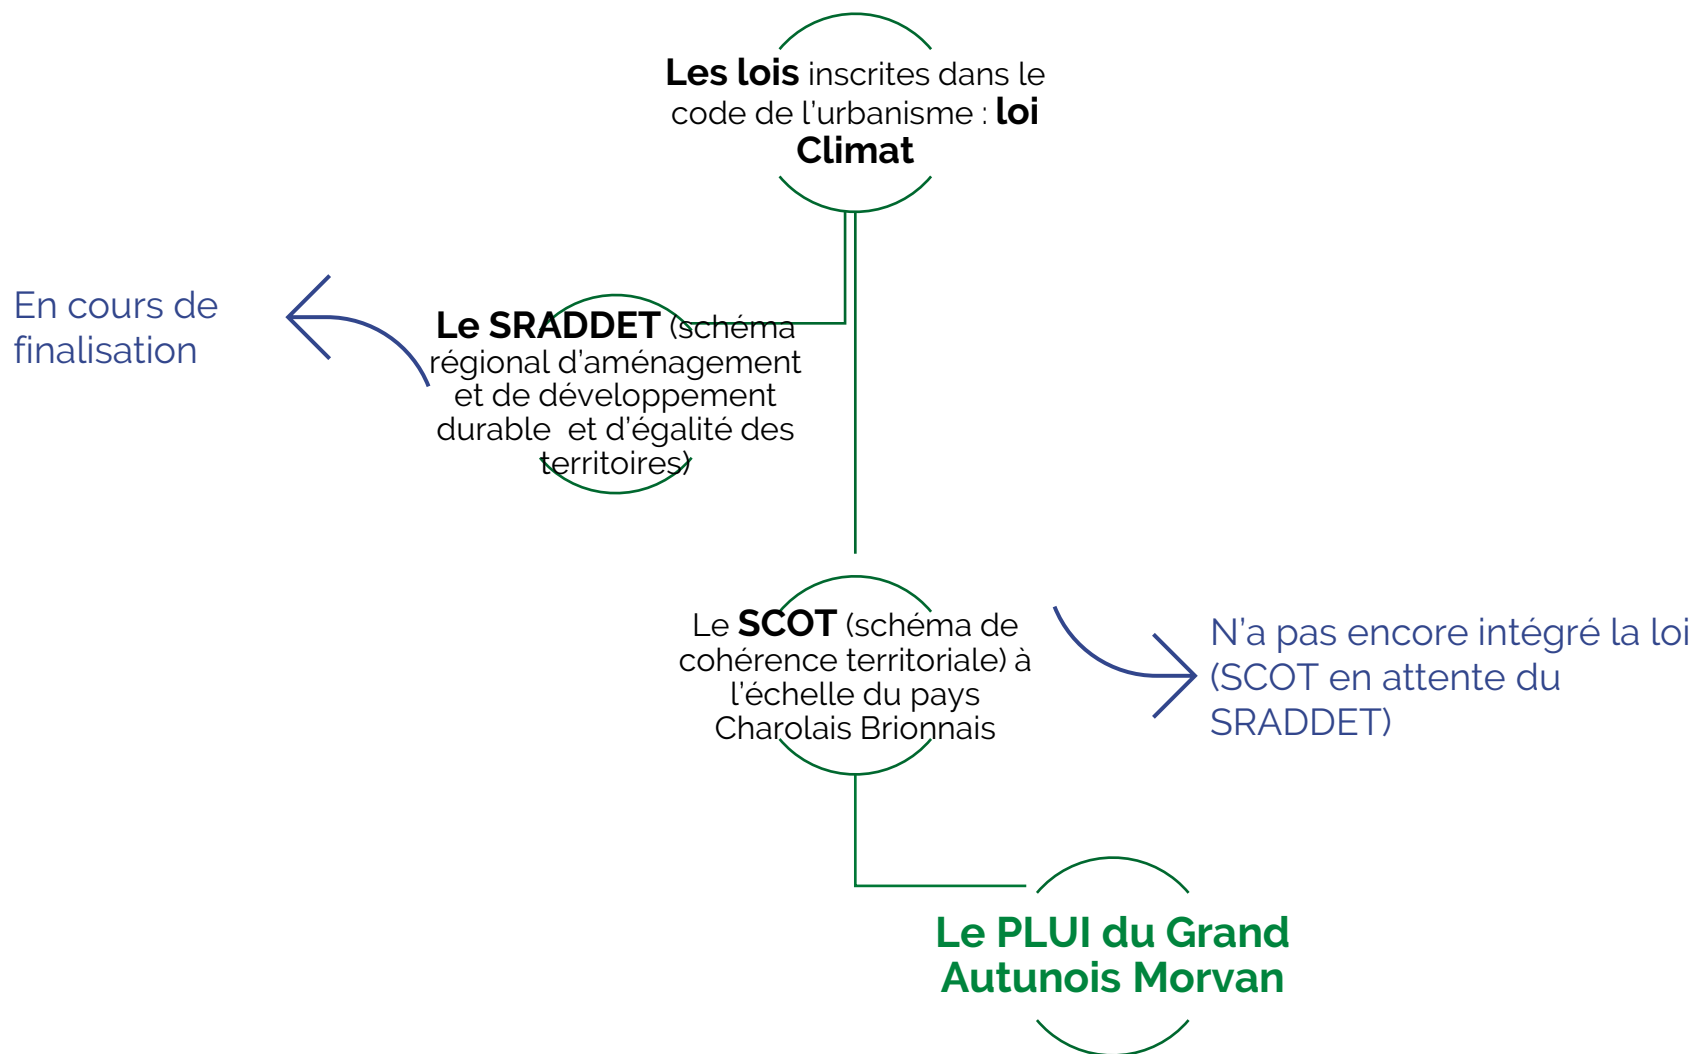 Les lois inscrites dans le
code de l'urbanisme : loi
Climat
En cours de
finalisation
Le SRADDET (schéma
régional d'aménagement
et de développement
durable et d'égalité des
territoires)
Le SCOT (schéma de
cohérence territoriale) à
l'échelle du pays
Charolais Brionnais
N'a pas encore intégré la loi
(SCOT en attente du
SRADDET)
Le PLUI du Grand
Autunois Morvan